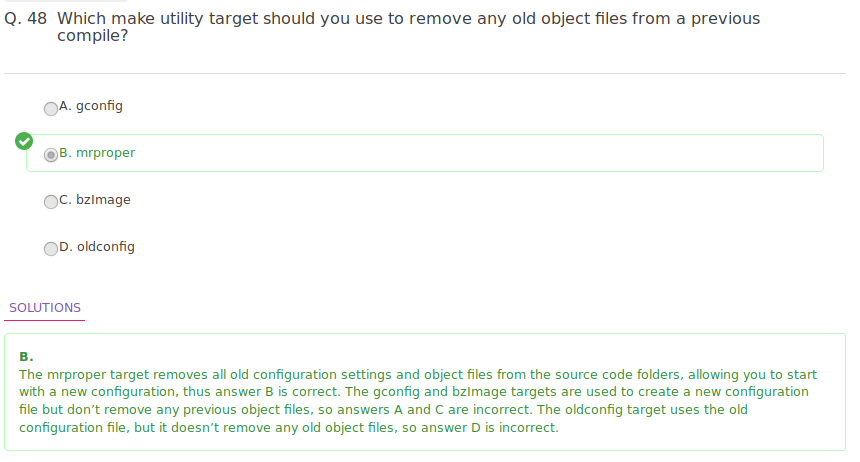 Q. 48 Which make utility target should you use to remove any old object files from a previous
compile?
A. gconfig
B. mrproper
C. bzImage
D. oldconfig
SOLUTIONS
B.
The mrproper target removes all old configuration settings and object files from the source code folders, allowing you to start
with a new configuration, thus answer B is correct. The gconfig and bzImage targets are used to create a new configuration
file but don’t remove any previous object files, so answers A and C are incorrect. The oldconfig target uses the old
configuration file, but it doesn’t remove any old object files, so answer D is incorrect.